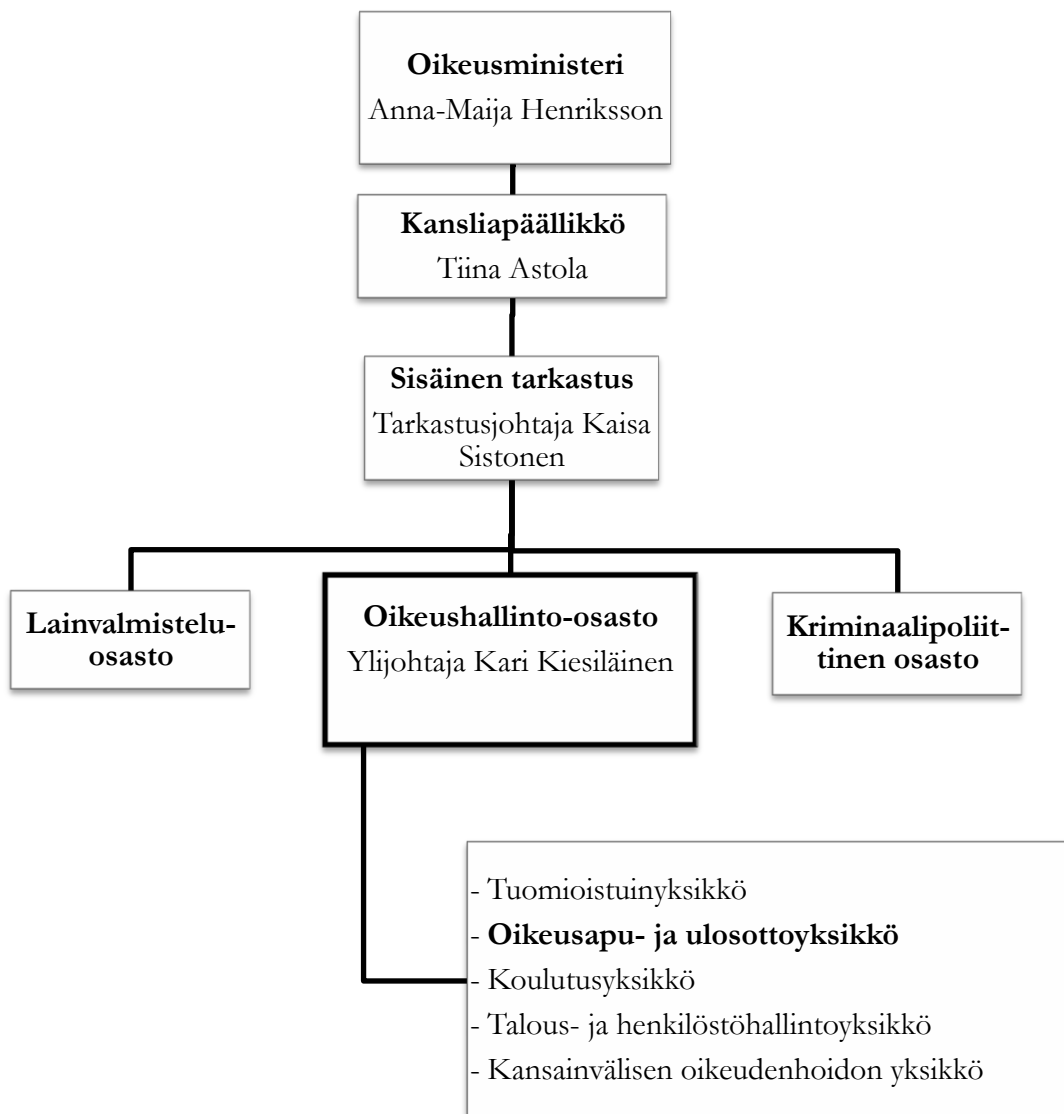 Oikeusministeri
Anna-Maija Henriksson
Kansliapäällikkö
Tiina Astola
Sisäinen tarkastus
Tarkastusjohtaja Kaisa
Sistonen
Lainvalmistelu-
osasto
Oikeushallinto-osasto
Ylijohtaja Kari Kiesiläinen
Kriminaalipoliit-
tinen osasto
- Tuomioistuinyksikkö
- Oikeusapu- ja ulosottoyksikkö
- Koulutusyksikkö
- Talous- ja henkilöstöhallintoyksikkö
- Kansainvälisen oikeudenhoidon yksikkö